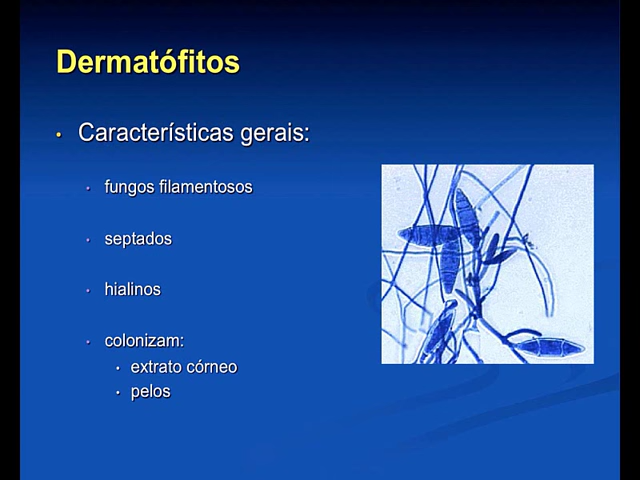 Dermatófitos
• Características gerais:
• fungos filamentosos
• septados
• hialinos
• colonizam:
• extrato córneo
• pelos